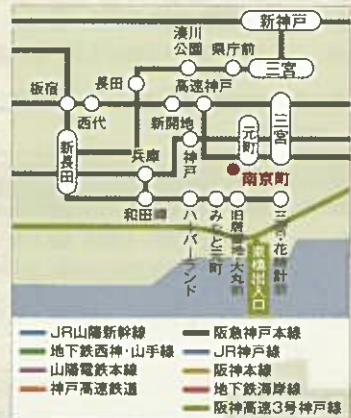 新神戸
湊川
公園
県庁前
三宮
長田
高速神戸
板宿
西代
新開地
元町
三宮
新長田
兵庫
神戸
南京町
和田岬
ハーバーランド
みなと元町
旧居留地・大丸前
三宮・花時計前
京橋出入口
JR山陽新幹線
地下鉄西神・山手線
山陽電鉄本線
神戸高速鉄道
阪急神戸本線
JR神戸線
阪神本線
地下鉄海岸線
阪神高速3号神戸線